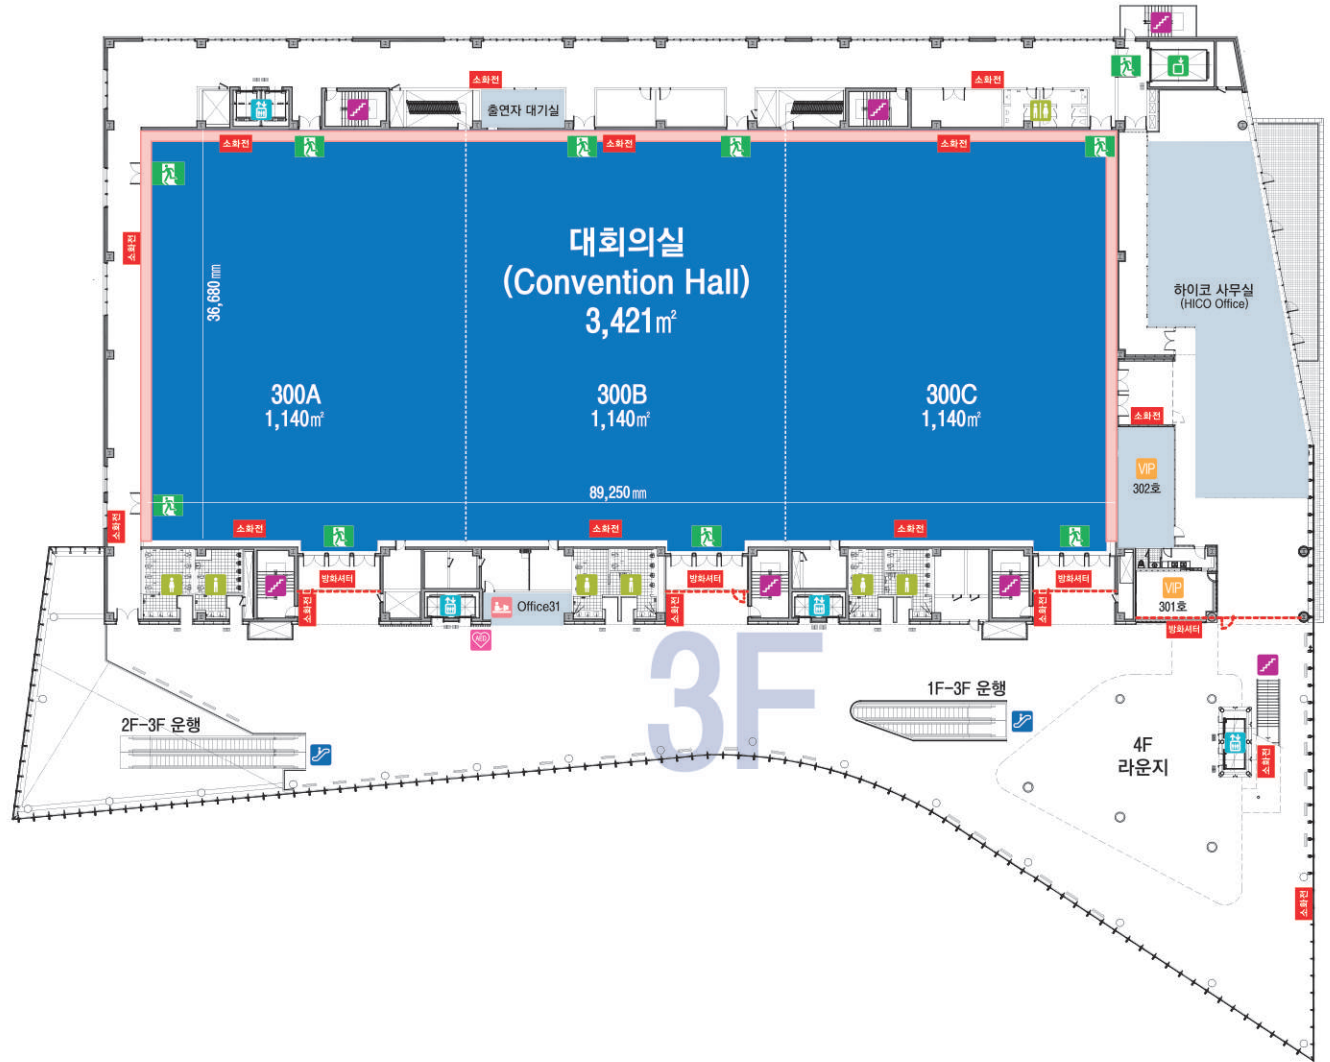 소화전
소화전
출연자 대기실
소화전
소화전
소화전
소화전
대회의실
(Convention Hall)
3,421㎡
36,680 mm
하이코 사무실
(HICO Office)
300A
1,140㎡
300B
1,140㎡
300C
1,140㎡
소화전
VIP
302호
89,250 mm
소화전
소화전
소화전
소화전
방화셔터
방화셔터
방화셔터
VIP
301호
소화전
Office31
소화전
소화전
방화셔터
AED
3F
2F-3F 운행
1F-3F 운행
4F
라운지
소화전
소화전